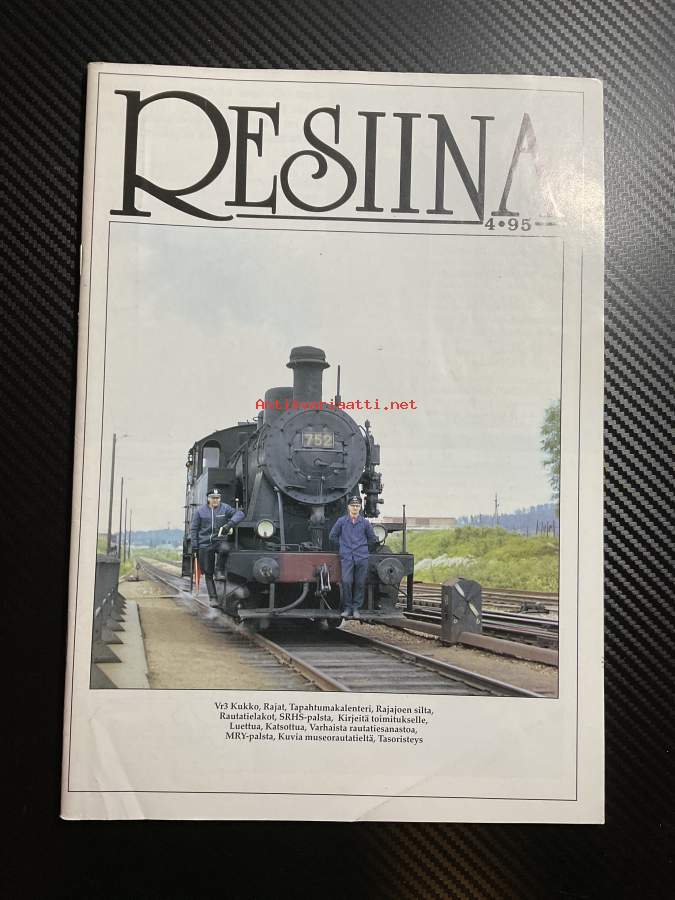 RESIINA
4•95
Antikvariaatti.net
752
Vr3 Kukko, Rajat, Tapahtumakalenteri, Rajajoen silta,
Rautatielakot, SRHS-palsta, Kirjeitä toimitukselle,
Luettua, Katsottua, Varhaista rautatiesanastoa,
MRY-palsta, Kuvia museorautatieltä, Tasoristeys